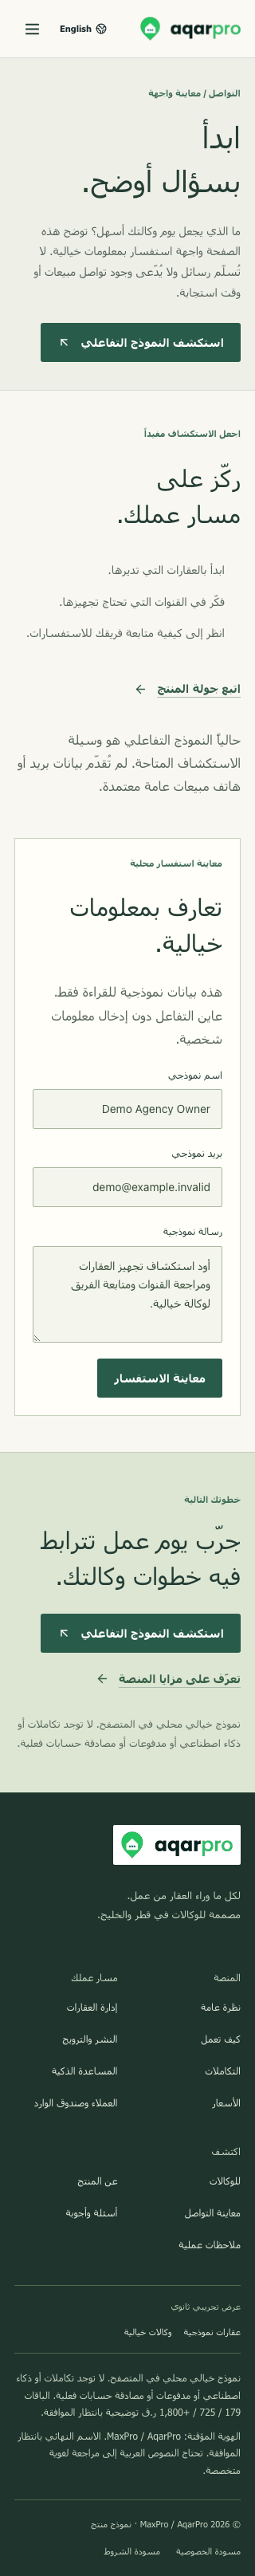 aqarpro
English
التواصل / معاينة واجهة
ابدأ
بسؤال أوضح.
ما الذي يجعل يوم وكالتك أسهل؟ توضح هذه
الصفحة واجهة استفسار بمعلومات خيالية. لا
تُسلَّم رسائل ولا يُدّعى وجود تواصل مبيعات أو
وقت استجابة.
استكشف النموذج التفاعلي
اجعل الاستكشاف مفيداً
ركّز على
مسار عملك.
ابدأ بالعقارات التي تديرها.
فكّر في القنوات التي تحتاج تجهيزها.
انظر إلى كيفية متابعة فريقك للاستفسارات.
اتبع جولة المنتج
حالياً النموذج التفاعلي هو وسيلة
الاستكشاف المتاحة. لم تُقدّم بيانات بريد أو
هاتف مبيعات عامة معتمدة.
معاينة استفسار محلية
تعارف بمعلومات
خيالية.
هذه بيانات نموذجية للقراءة فقط.
عاين التفاعل دون إدخال معلومات
شخصية.
اسم نموذجي
Demo Agency Owner
بريد نموذجي
demo@example.invalid
رسالة نموذجية
أود استكشاف تجهيز العقارات
ومراجعة القنوات ومتابعة الفريق
لوكالة خيالية.
معاينة الاستفسار
خطوتك التالية
جرّب يوم عمل تترابط
فيه خطوات وكالتك.
استكشف النموذج التفاعلي
تعرّف على مزايا المنصة
نموذج خيالي محلي في المتصفح. لا توجد تكاملات أو
ذكاء اصطناعي أو مدفوعات أو مصادقة حسابات فعلية.
aqarpro
لكل ما وراء العقار من عمل.
مصممة للوكالات في قطر والخليج.
المنصة
نظرة عامة
كيف تعمل
التكاملات
الأسعار
مسار عملك
إدارة العقارات
النشر والترويج
المساعدة الذكية
العملاء وصندوق الوارد
اكتشف
للوكالات
عن المنتج
معاينة التواصل
أسئلة وأجوبة
ملاحظات عملية
عرض تجريبي ثانوي
عقارات نموذجية
وكالات خيالية
نموذج خيالي محلي في المتصفح. لا توجد تكاملات أو ذكاء
اصطناعي أو مدفوعات أو مصادقة حسابات فعلية. الباقات
179 / 725 / 1,800+ ر.ق توضيحية بانتظار الموافقة.
الهوية المؤقتة: MaxPro / AqarPro. الاسم النهائي بانتظار
الموافقة. تحتاج النصوص العربية إلى مراجعة لغوية
متخصصة.
© 2026 MaxPro / AqarPro · نموذج منتج
مسودة الخصوصية
مسودة الشروط